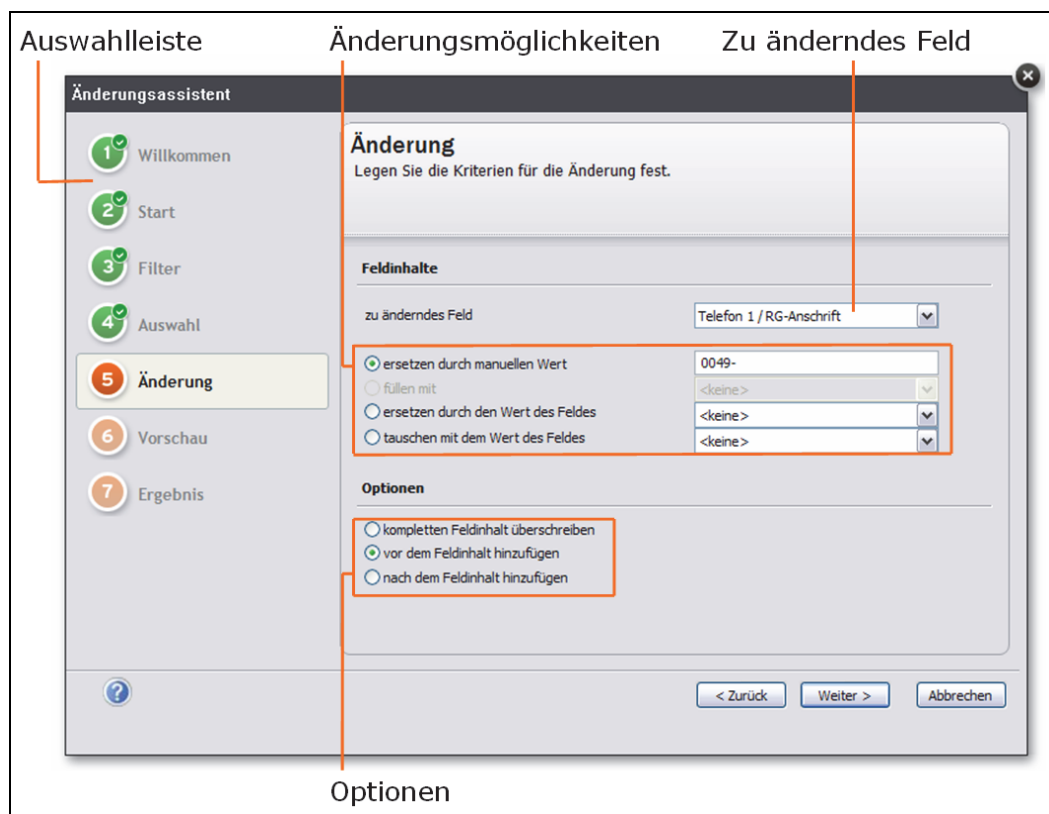 Auswahlleiste Änderungsmöglichkeiten Zu änderndes Feld
Änderungsassistent
1 Willkommen
2 Start
3 Filter
4 Auswahl
5 Änderung
6 Vorschau
7 Ergebnis
Änderung
Legen Sie die Kriterien für die Änderung fest.
Feldinhalte
zu änderndes Feld Telefon 1 / RG-Anschrift
ersetzen durch manuellen Wert 0049-
füllen mit <keine>
ersetzen durch den Wert des Feldes <keine>
tauschen mit dem Wert des Feldes <keine>
Optionen
kompletten Feldinhalt überschreiben
vor dem Feldinhalt hinzufügen
nach dem Feldinhalt hinzufügen
? < Zurück Weiter > Abbrechen
Optionen